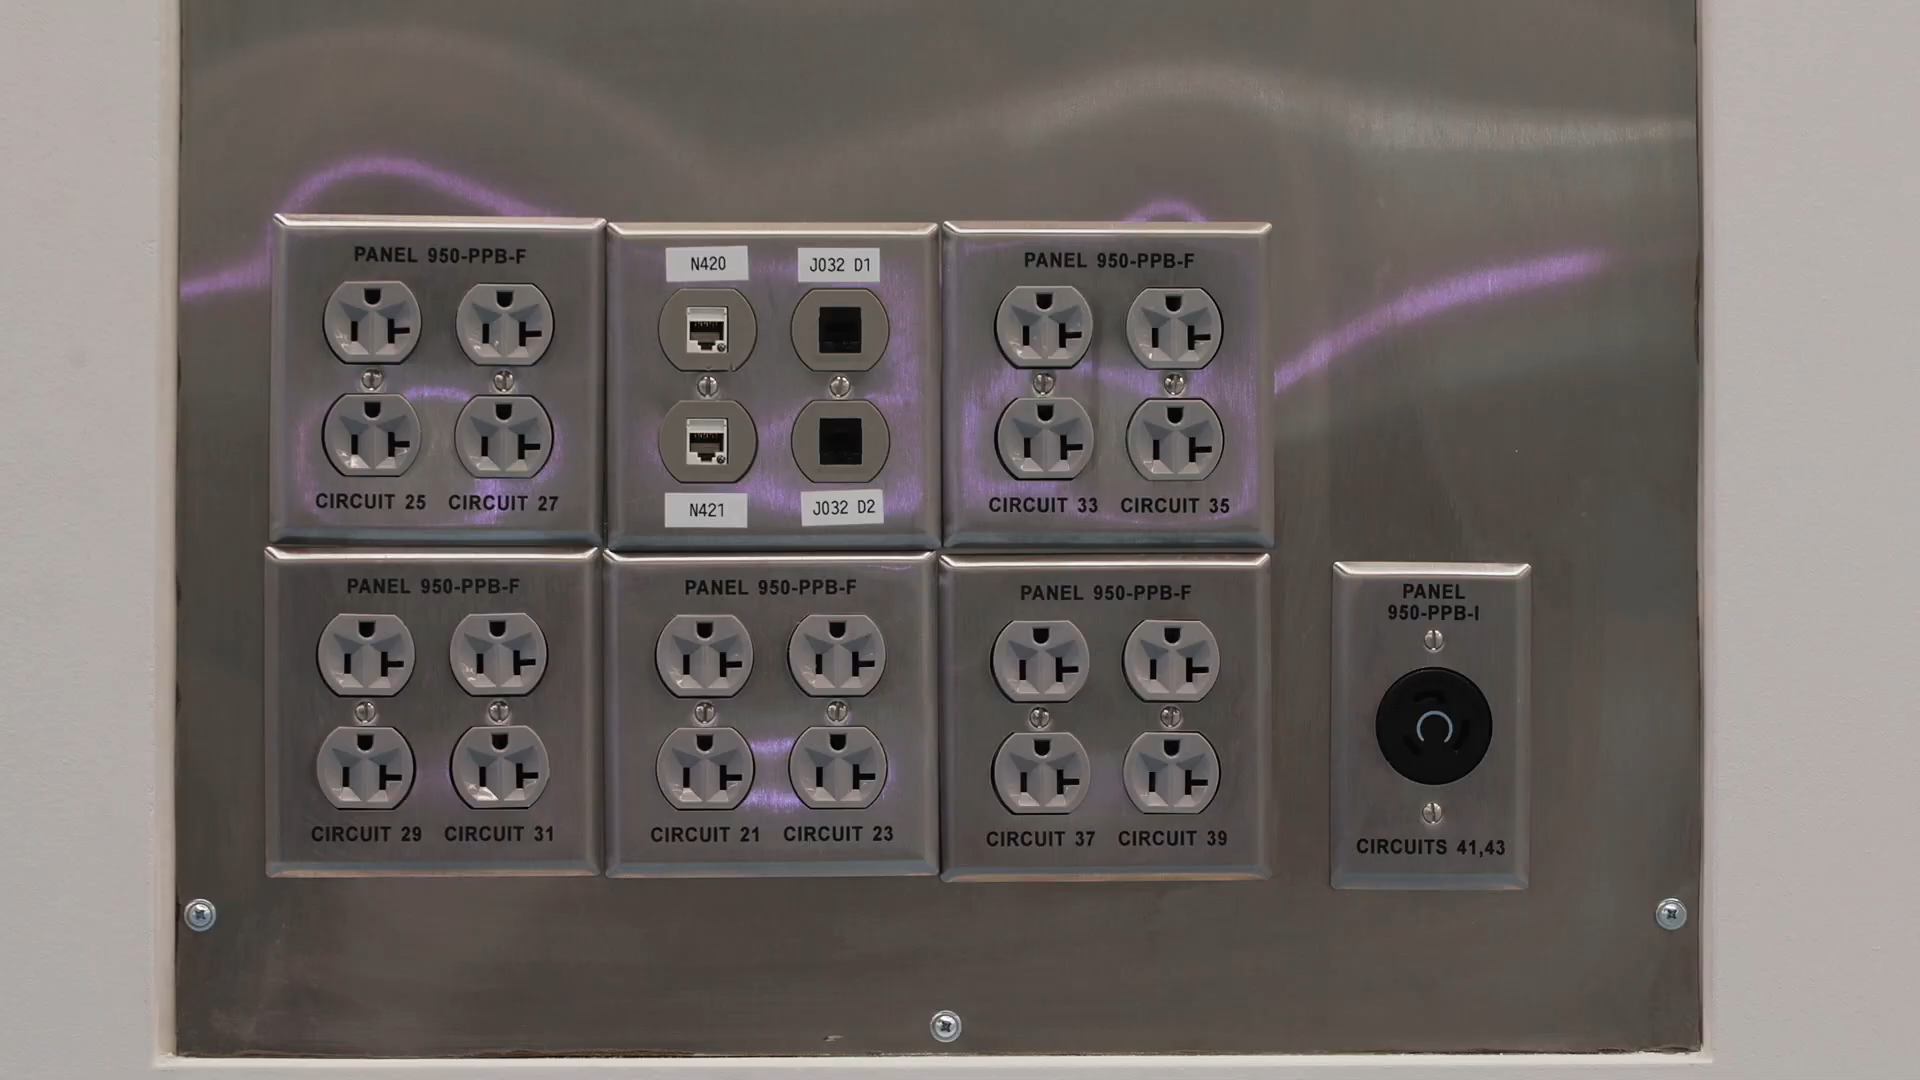 PANEL 950-PPB-F
CIRCUIT 25 CIRCUIT 27
N420 J032 D1
N421 J032 D2
PANEL 950-PPB-F
CIRCUIT 33 CIRCUIT 35
PANEL 950-PPB-F
CIRCUIT 29 CIRCUIT 31
PANEL 950-PPB-F
CIRCUIT 21 CIRCUIT 23
PANEL 950-PPB-F
CIRCUIT 37 CIRCUIT 39
PANEL
950-PPB-I
CIRCUITS 41,43